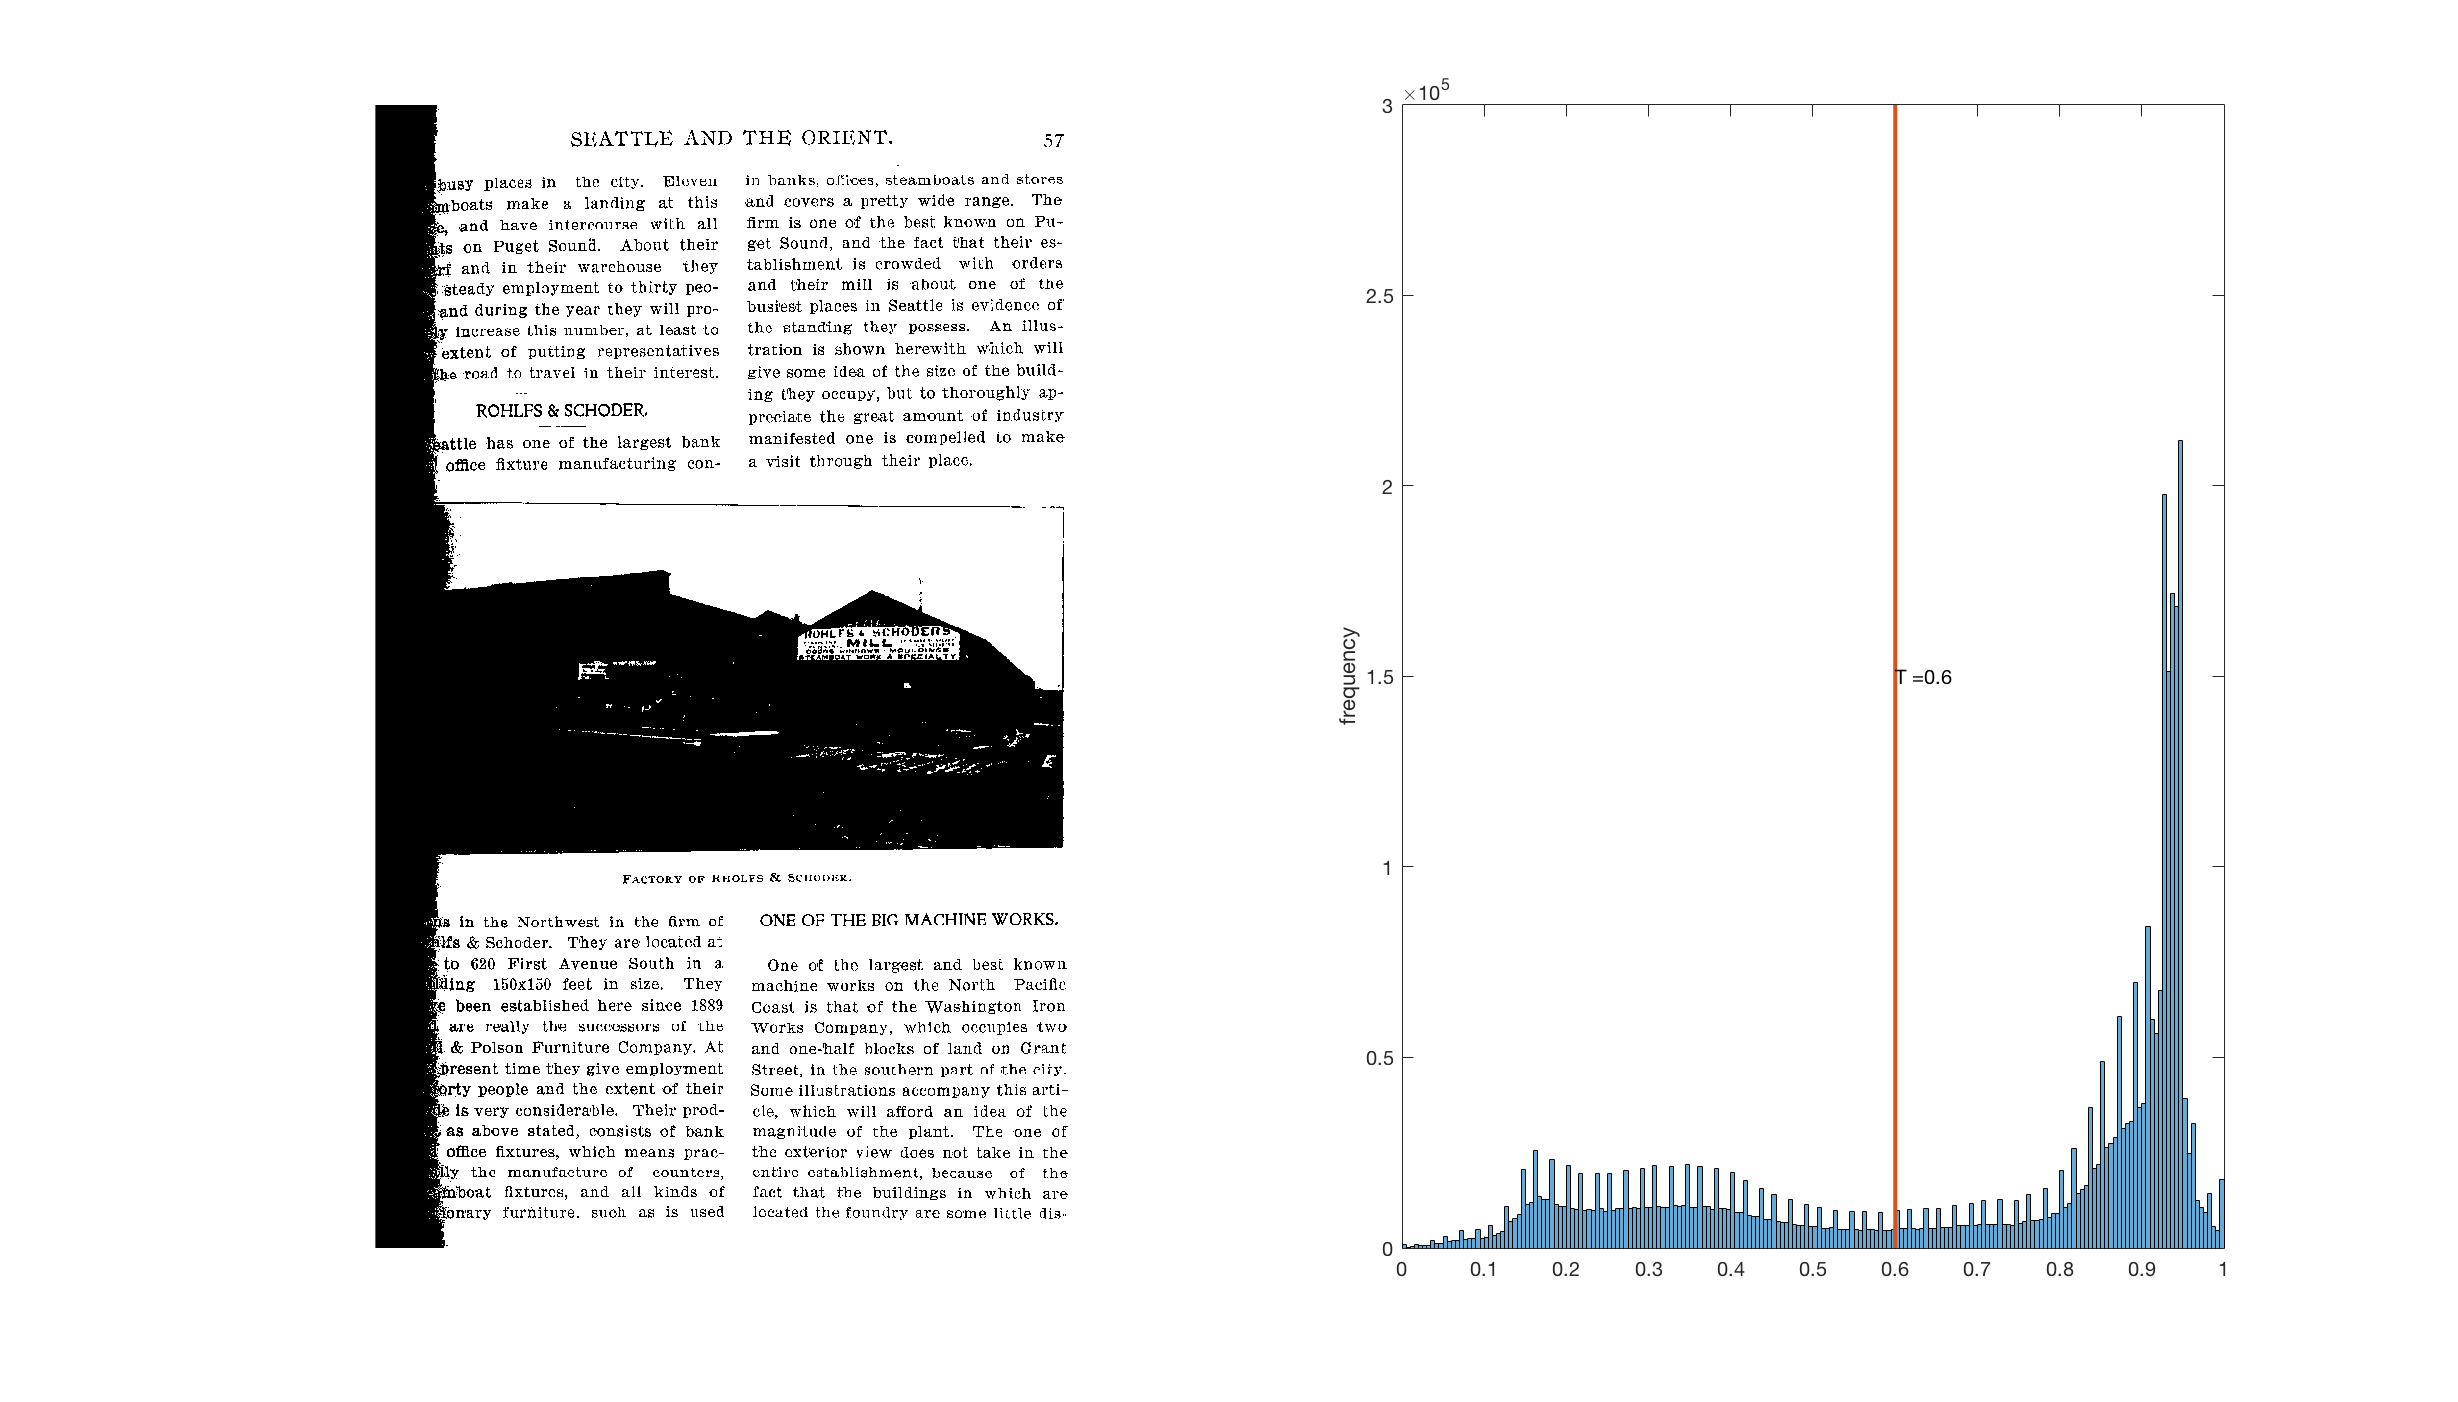 SEATTLE AND THE ORIENT. 57
busy places in the city. Eleven
mboats make a landing at this
e, and have intercourse with all
ts on Puget Sound. About their
rf and in their warehouse they
steady employment to thirty peo-
and during the year they will pro-
ly increase this number, at least to
extent of putting representatives
the road to travel in their interest.
ROHLFS & SCHODER.
eattle has one of the largest bank
office fixture manufacturing con-
in banks, offices, steamboats and stores
and covers a pretty wide range. The
firm is one of the best known on Pu-
get Sound, and the fact that their es-
tablishment is crowded with orders
and their mill is about one of the
busiest places in Seattle is evidence of
the standing they possess. An illus-
tration is shown herewith which will
give some idea of the size of the build-
ing they occupy, but to thoroughly ap-
preciate the great amount of industry
manifested one is compelled to make
a visit through their place.
ROHLFS & SCHODERS
MILL
DOORS WINDOWS MOULDINGS
STEAMBOAT WORK A SPECIALTY
FACTORY OF RHOLFS & SCHODER.
ns in the Northwest in the firm of
lfs & Schoder. They are located at
to 620 First Avenue South in a
lding 150x150 feet in size. They
e been established here since 1889
are really the successors of the
l & Polson Furniture Company. At
present time they give employment
forty people and the extent of their
de is very considerable. Their prod-
as above stated, consists of bank
office fixtures, which means prac-
lly the manufacture of counters,
mboat fixtures, and all kinds of
ionary furniture, such as is used
ONE OF THE BIG MACHINE WORKS.
One of the largest and best known
machine works on the North Pacific
Coast is that of the Washington Iron
Works Company, which occupies two
and one-half blocks of land on Grant
Street, in the southern part of the city.
Some illustrations accompany this arti-
cle, which will afford an idea of the
magnitude of the plant. The one of
the exterior view does not take in the
entire establishment, because of the
fact that the buildings in which are
located the foundry are some little dis-
×10⁵
3
2.5
2
1.5
1
0.5
0
frequency
T =0.6
0 0.1 0.2 0.3 0.4 0.5 0.6 0.7 0.8 0.9 1